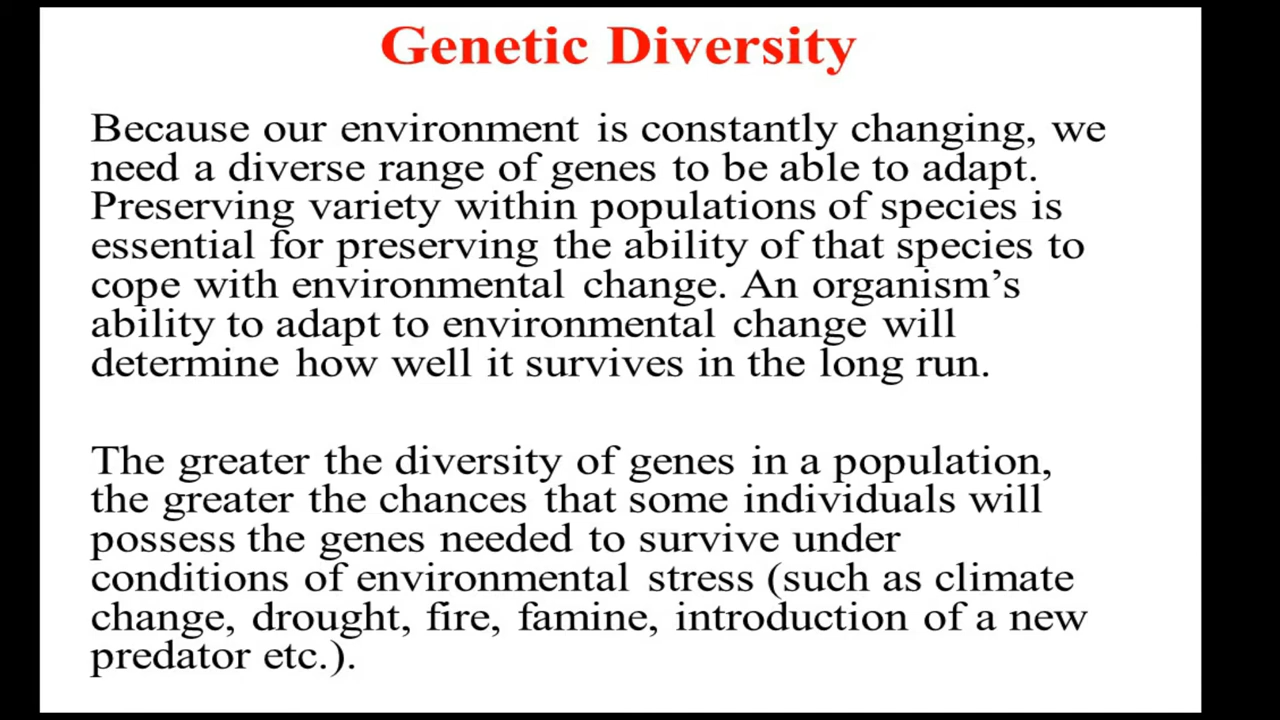 Genetic Diversity
Because our environment is constantly changing, we
need a diverse range of genes to be able to adapt.
Preserving variety within populations of species is
essential for preserving the ability of that species to
cope with environmental change. An organism’s
ability to adapt to environmental change will
determine how well it survives in the long run.
The greater the diversity of genes in a population,
the greater the chances that some individuals will
possess the genes needed to survive under
conditions of environmental stress (such as climate
change, drought, fire, famine, introduction of a new
predator etc.).